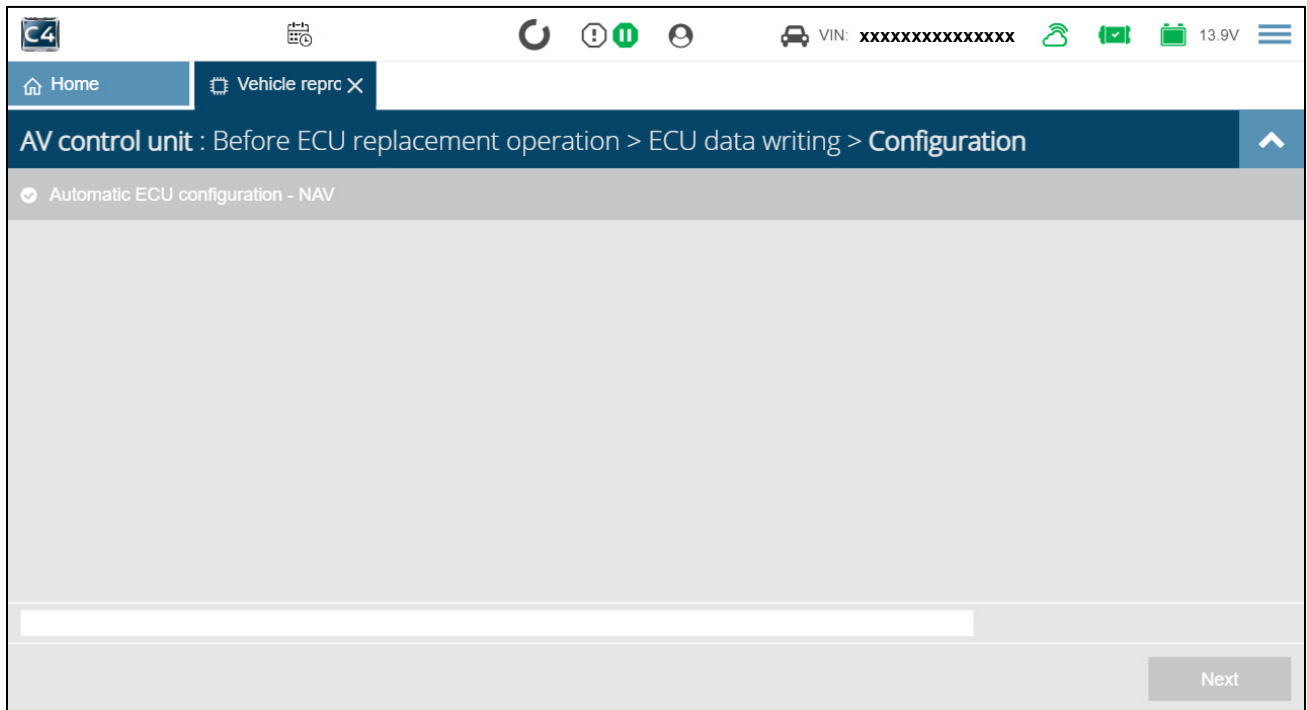 C4
VIN: xxxxxxxxxxxxxxx
13.9V
Home
Vehicle repro
AV control unit : Before ECU replacement operation > ECU data writing > Configuration
Automatic ECU configuration - NAV
Next